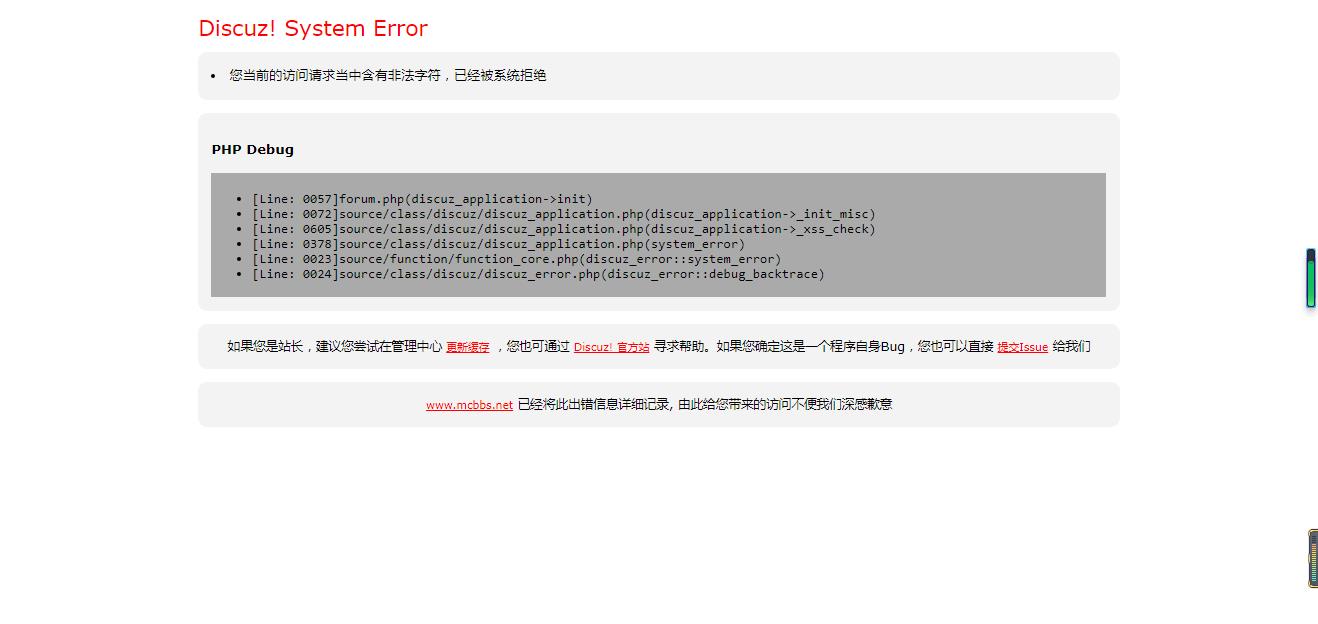 Discuz! System Error
您当前的访问请求当中含有非法字符，已经被系统拒绝
PHP Debug
[Line: 0057]forum.php(discuz_application->init)
[Line: 0072]source/class/discuz/discuz_application.php(discuz_application->_init_misc)
[Line: 0605]source/class/discuz/discuz_application.php(discuz_application->_xss_check)
[Line: 0378]source/class/discuz/discuz_application.php(system_error)
[Line: 0023]source/function/function_core.php(discuz_error::system_error)
[Line: 0024]source/class/discuz/discuz_error.php(discuz_error::debug_backtrace)
如果您是站长，建议您尝试在管理中心 更新缓存 ，您也可通过 Discuz! 官方站 寻求帮助。如果您确定这是一个程序自身Bug，您也可以直接 提交Issue 给我们
www.mcbbs.net 已经将此出错信息详细记录, 由此给您带来的访问不便我们深感歉意